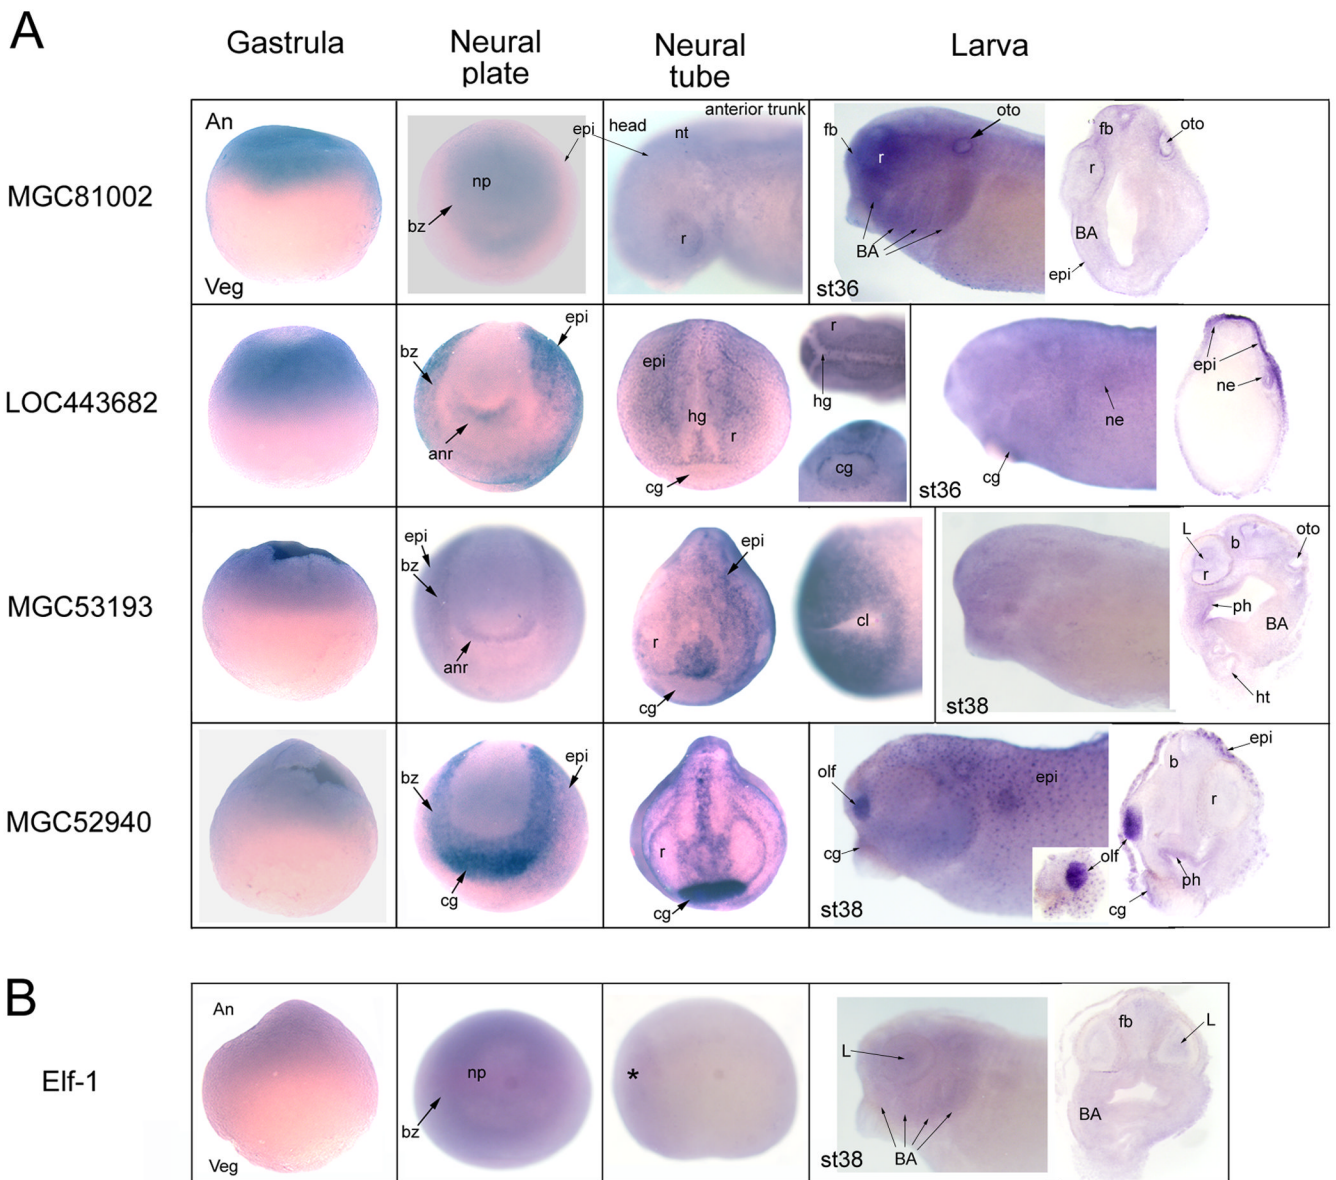 A
Gastrula
Neural
plate
Neural
tube
Larva
MGC81002
An
Veg
np
bz
epi
head
nt
anterior trunk
r
fb
r
oto
BA
st36
fb
oto
r
BA
epi
LOC443682
bz
epi
anr
epi
hg
r
cg
r
hg
cg
ne
cg
st36
epi
ne
MGC53193
epi
bz
anr
epi
r
cg
cl
st38
L
b
oto
r
ph
BA
ht
MGC52940
bz
epi
cg
r
cg
olf
epi
cg
st38
olf
b
epi
r
ph
cg
B
Elf-1
An
Veg
np
bz
*
L
BA
st38
fb
L
BA